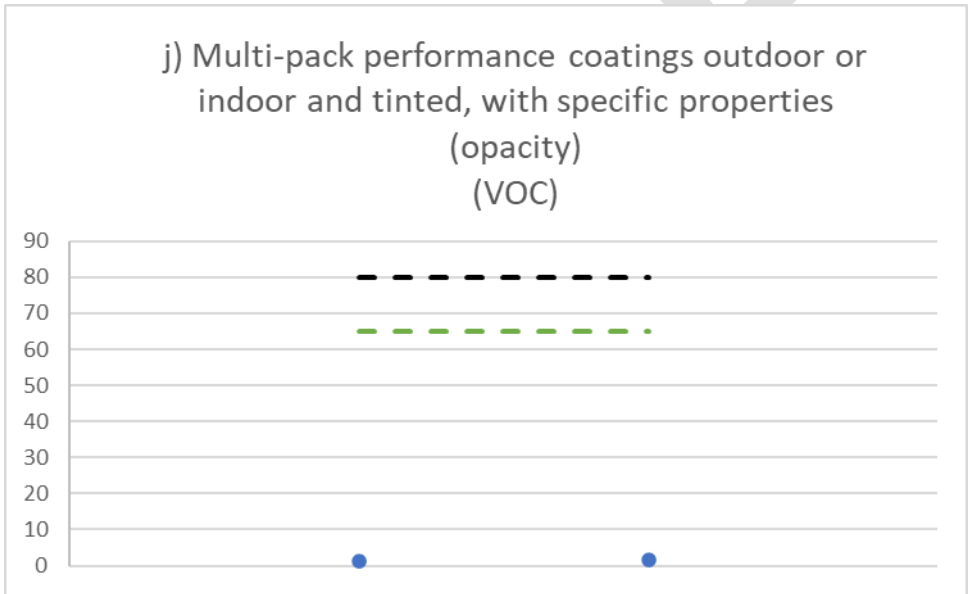 j) Multi-pack performance coatings outdoor or
indoor and tinted, with specific properties
(opacity)
(VOC)
90
80
70
60
50
40
30
20
10
0